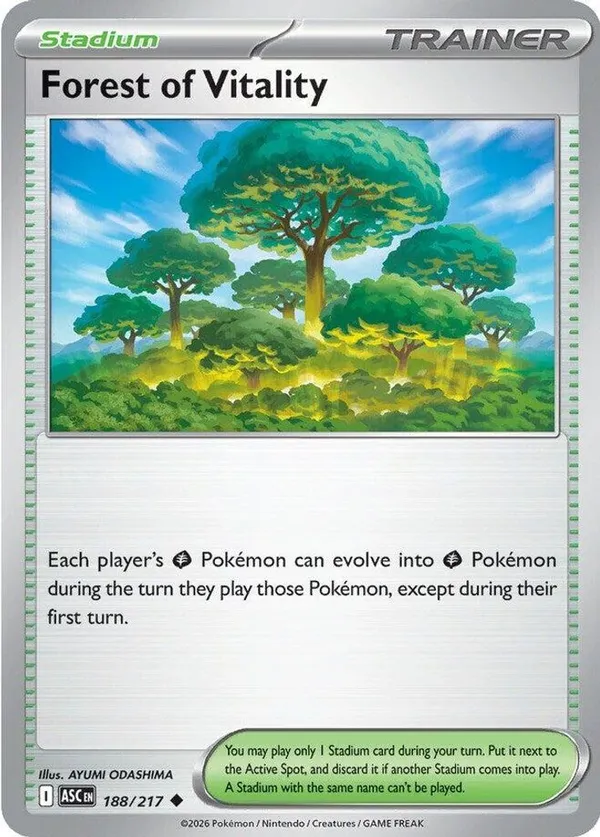 Stadium
TRAINER
Forest of Vitality
Each player's Pokémon can evolve into Pokémon
during the turn they play those Pokémon, except during their
first turn.
You may play only 1 Stadium card during your turn. Put it next to
the Active Spot, and discard it if another Stadium comes into play.
A Stadium with the same name can't be played.
Illus. AYUMI ODASHIMA
I ASC EN 188/217
©2026 Pokémon / Nintendo / Creatures / GAME FREAK